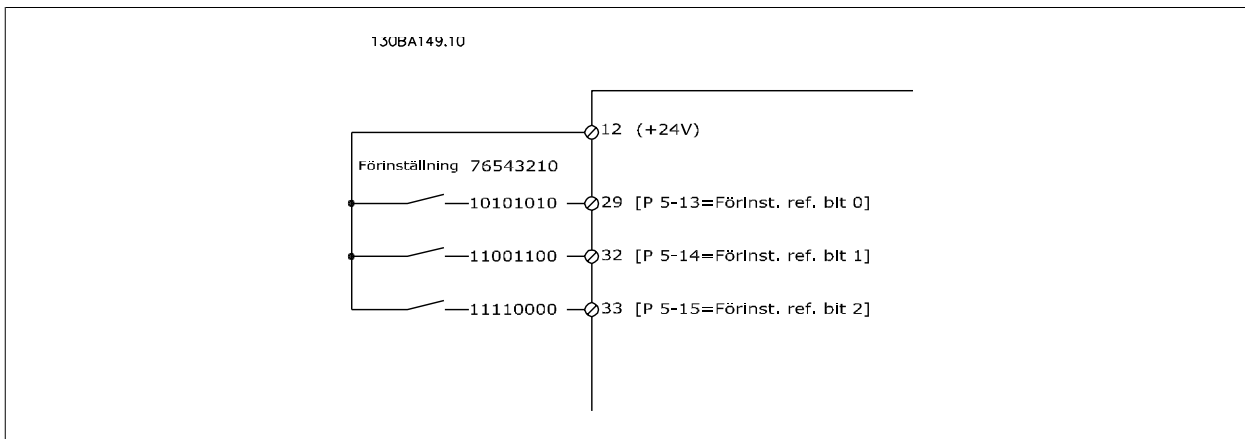 130BA149.10
12 (+24V)
Förinställning 76543210
10101010 29 [P 5-13=Förinst. ref. bit 0]
11001100 32 [P 5-14=Förinst. ref. bit 1]
11110000 33 [P 5-15=Förinst. ref. bit 2]